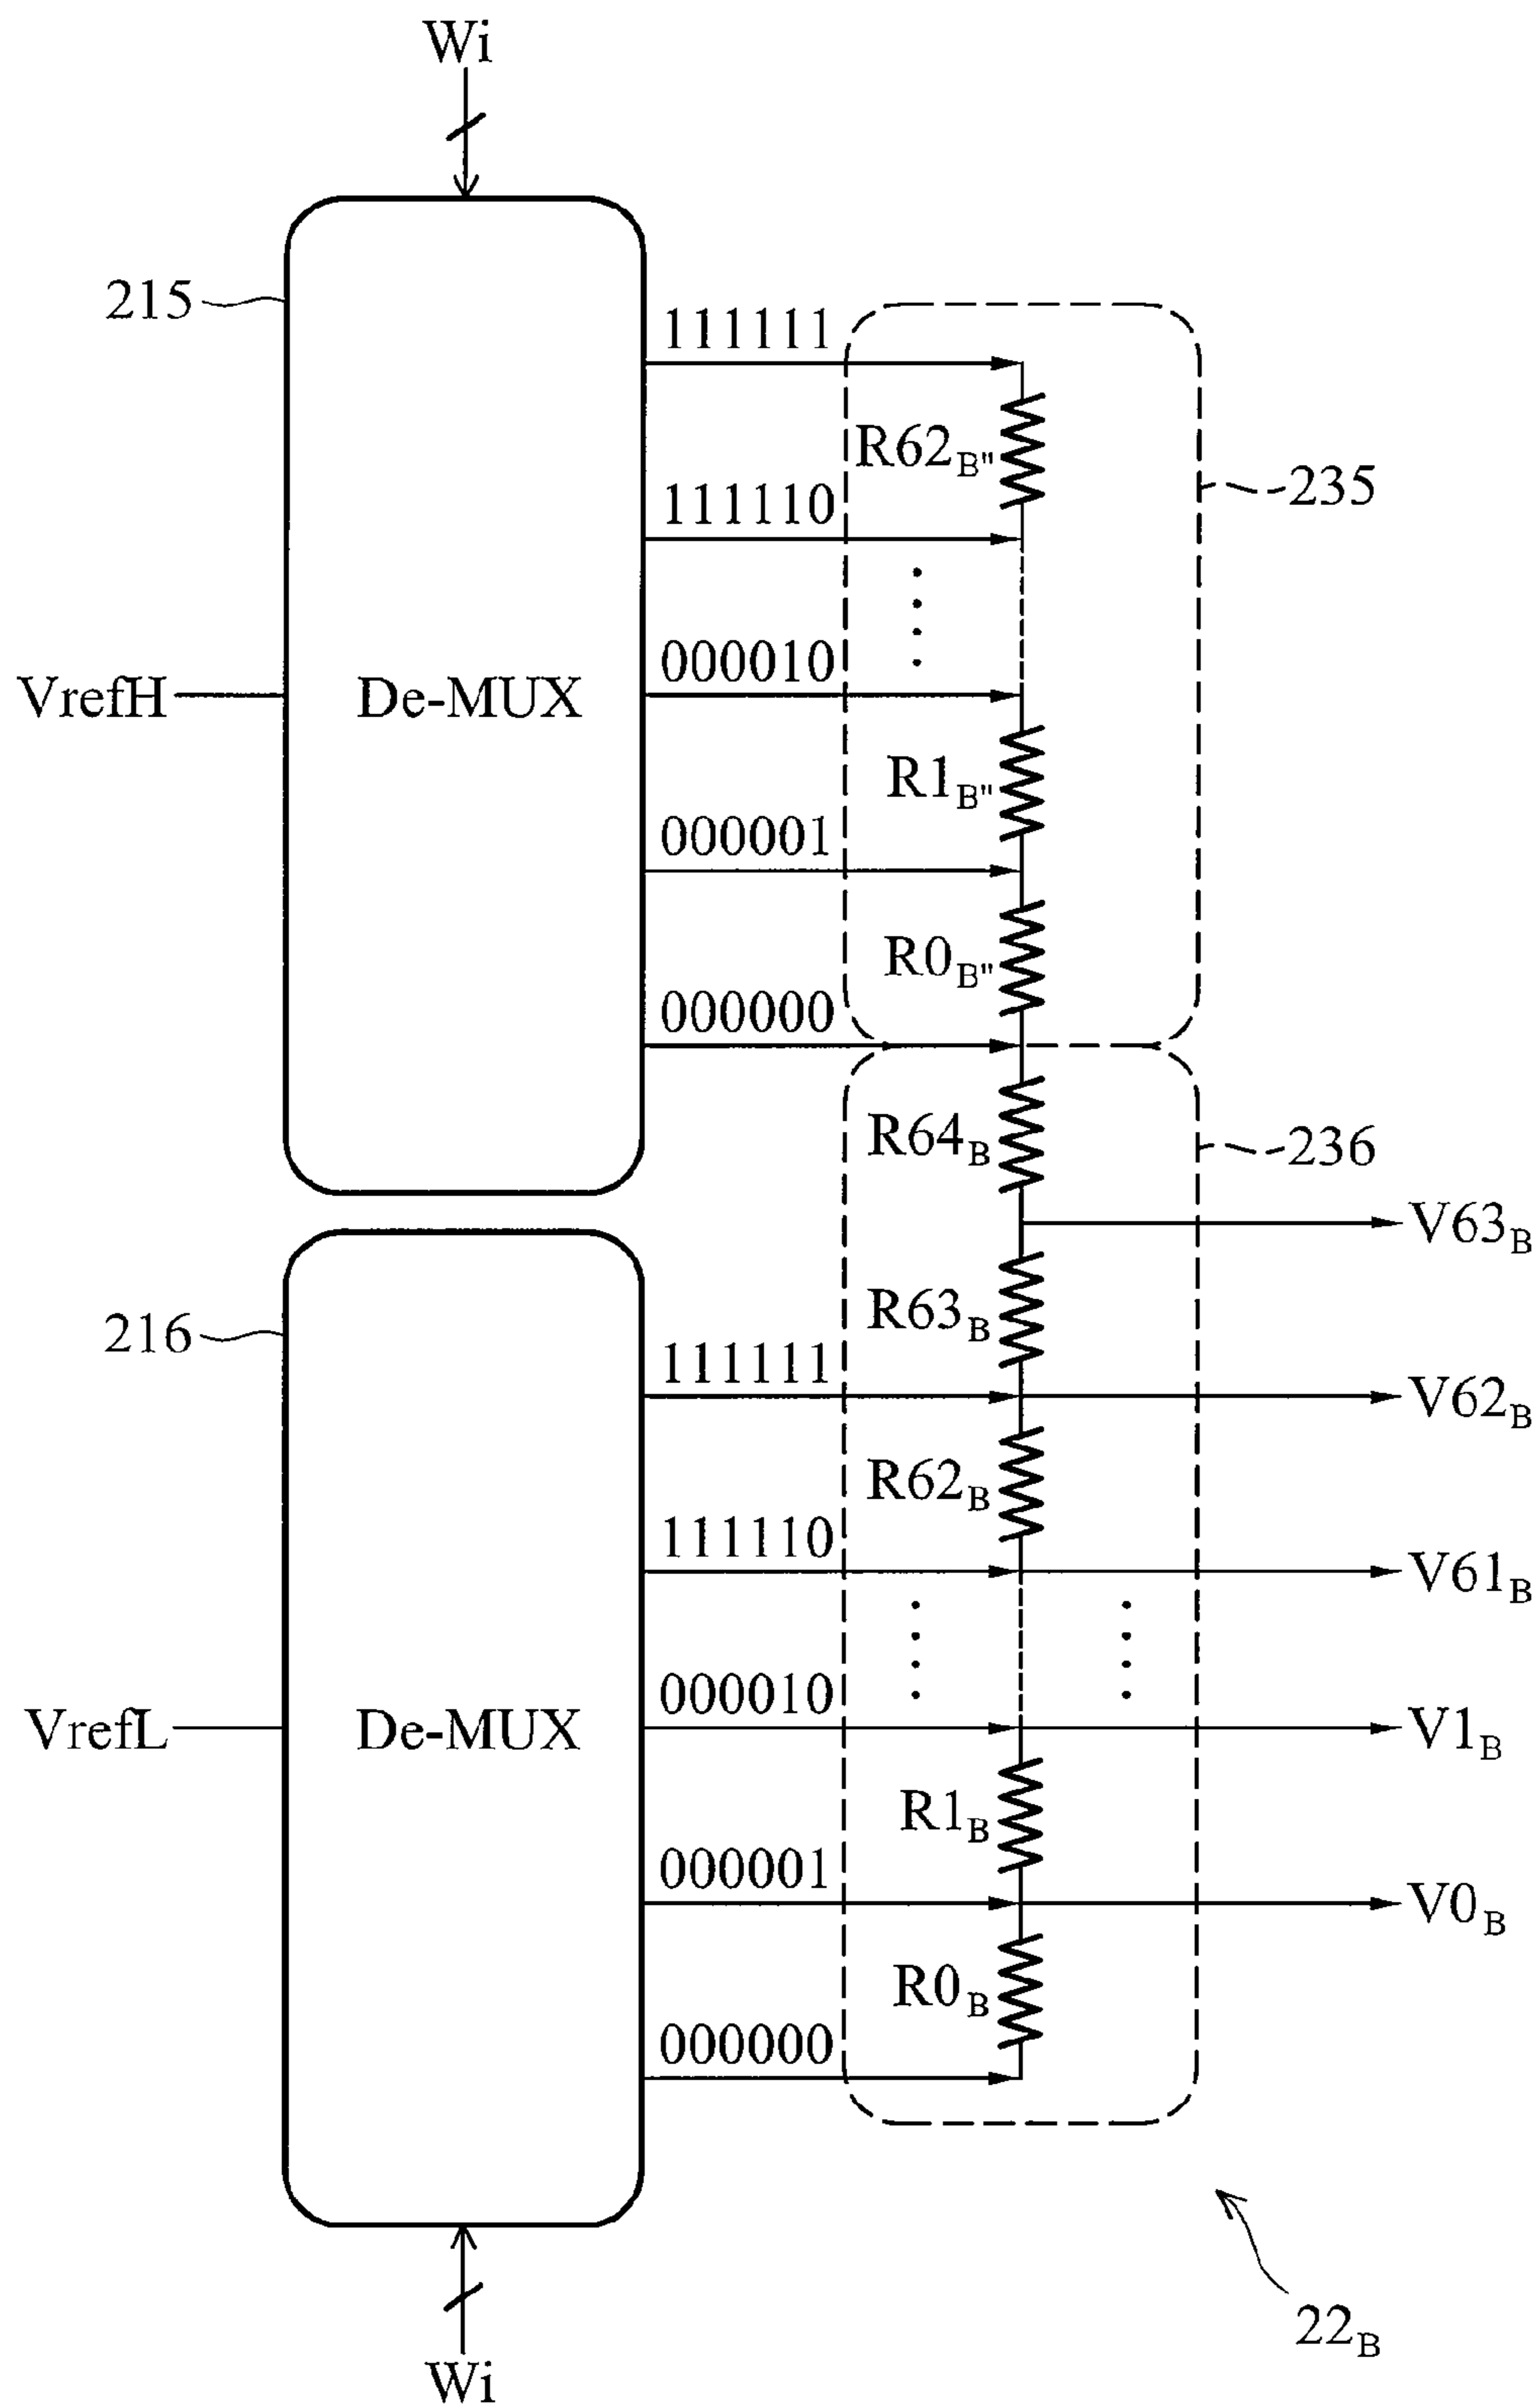 Wi
215
111111
R62B"
235
111110
000010
VrefH
De-MUX
R1B"
000001
R0B"
000000
R64B
236
V63B
R63B
216
111111
V62B
R62B
111110
V61B
000010
VrefL
De-MUX
V1B
R1B
000001
V0B
R0B
000000
22B
Wi